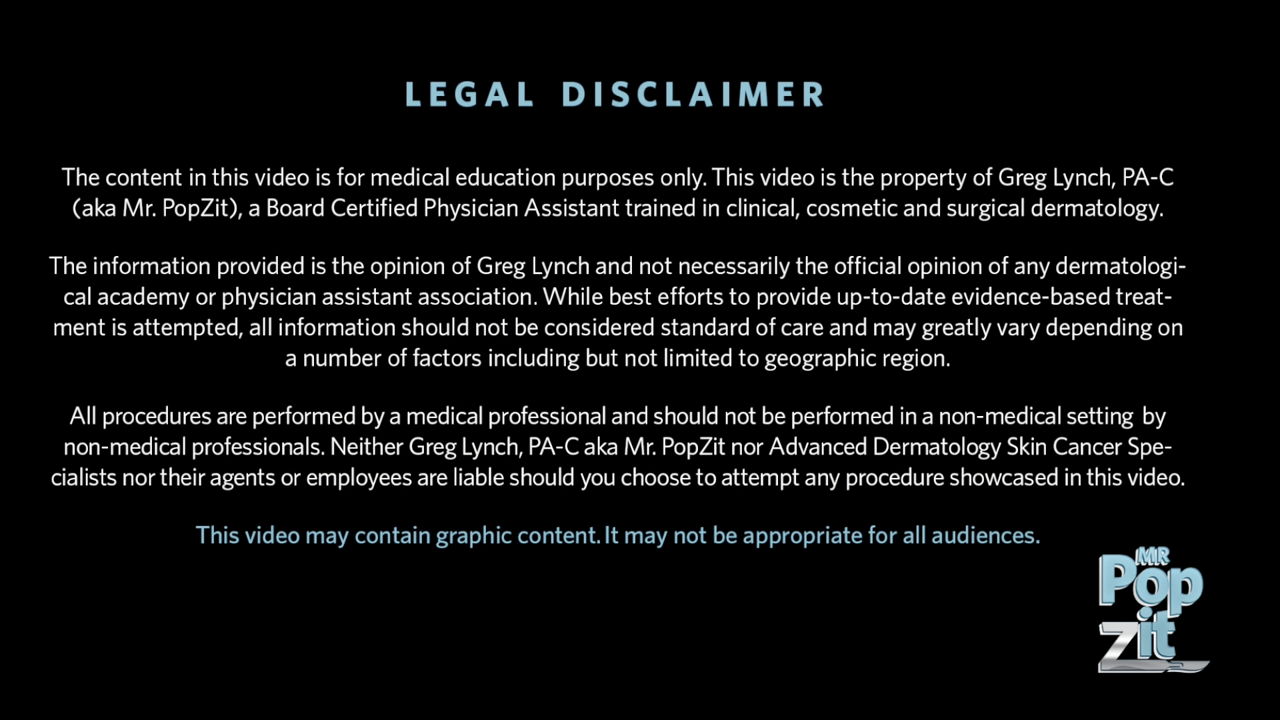 LEGAL DISCLAIMER
The content in this video is for medical education purposes only. This video is the property of Greg Lynch, PA-C
(aka Mr. PopZit), a Board Certified Physician Assistant trained in clinical, cosmetic and surgical dermatology.
The information provided is the opinion of Greg Lynch and not necessarily the official opinion of any dermatologi-
cal academy or physician assistant association. While best efforts to provide up-to-date evidence-based treat-
ment is attempted, all information should not be considered standard of care and may greatly vary depending on
a number of factors including but not limited to geographic region.
All procedures are performed by a medical professional and should not be performed in a non-medical setting by
non-medical professionals. Neither Greg Lynch, PA-C aka Mr. PopZit nor Advanced Dermatology Skin Cancer Spe-
cialists nor their agents or employees are liable should you choose to attempt any procedure showcased in this video.
This video may contain graphic content. It may not be appropriate for all audiences.
MR
Pop
Zit